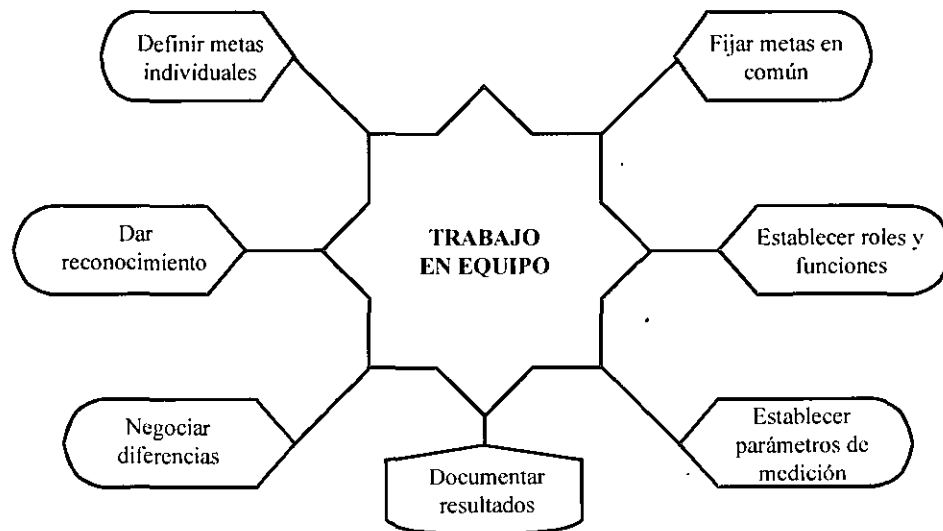 Definir metas
individuales
Fijar metas en
común
Dar
reconocimiento
TRABAJO
EN EQUIPO
Establecer roles y
funciones
Negociar
diferencias
Documentar
resultados
Establecer
parámetros de
medición